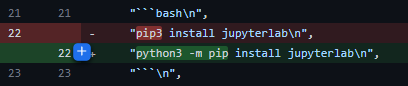 21 21 "```bash\n",
22 - "pip3 install jupyterlab\n",
22 + "python3 -m pip install jupyterlab\n",
23 23 "```\n",